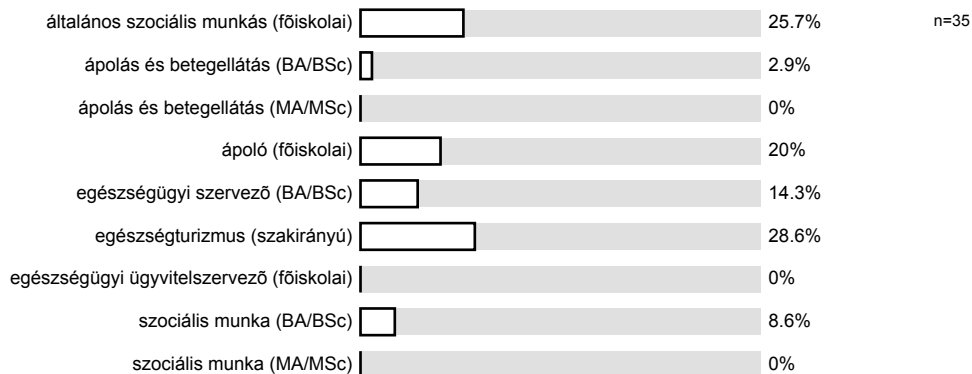 általános szociális munkás (fõiskolai) 25.7% n=35
ápolás és betegellátás (BA/BSc) 2.9%
ápolás és betegellátás (MA/MSc) 0%
ápoló (fõiskolai) 20%
egészségügyi szervezõ (BA/BSc) 14.3%
egészségturizmus (szakirányú) 28.6%
egészségügyi ügyvitelszervezõ (fõiskolai) 0%
szociális munka (BA/BSc) 8.6%
szociális munka (MA/MSc) 0%